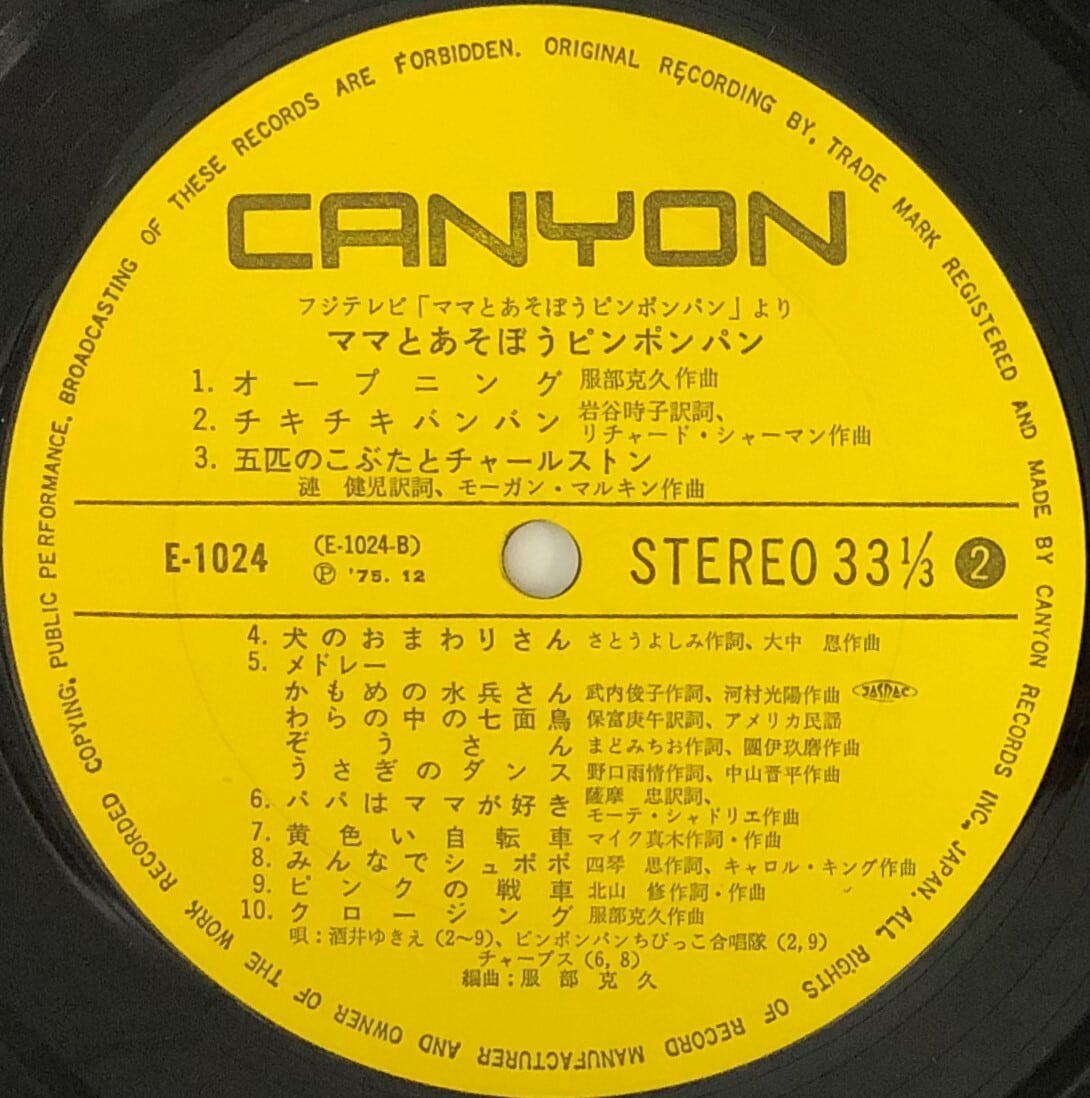 COPYING, PUBLIC PERFORMANCE, BROADCASTING OF THESE RECORDS ARE FORBIDDEN. ORIGINAL RECORDING BY, TRADE MARK REGISTERED AND MADE BY CANYON RECORDS INC., JAPAN. ALL RIGHTS OF RECORD MANUFACTURER AND OWNER OF THE WORK RECORDED
CANYON
フジテレビ「ママとあそぼうピンポンパン」より
ママとあそぼうピンポンパン
1. オープニング 服部克久作曲
2. チキチキバンバン 岩谷時子訳詞、
リチャード・シャーマン作曲
3. 五匹のこぶたとチャールストン
漣 健児訳詞、モーガン・マルキン作曲
E-1024 (E-1024-B) STEREO 33⅓ 2
Ⓟ '75. 12
4. 犬のおまわりさん さとうよしみ作詞、大中 恩作曲
5. メドレー
かもめの水兵さん 武内俊子作詞、河村光陽作曲 JASRAC
わらの中の七面鳥 保富庚午訳詞、アメリカ民謡
ぞうさん まどみちお作詞、團伊玖磨作曲
うさぎのダンス 野口雨情作詞、中山晋平作曲
6. パパはママが好き 薩摩 忠訳詞、
モーテ・シャドリエ作曲
7. 黄色い自転車 マイク真木作詞・作曲
8. みんなでシュポポ 四琴 思作詞、キャロル・キング作曲
9. ピンクの戦車 北山 修作詞・作曲
10. クロージング 服部克久作曲
唄：酒井ゆきえ (2〜9)、ピンポンパンちびっこ合唱隊 (2, 9)
チャープス (6, 8)
編曲：服部克久